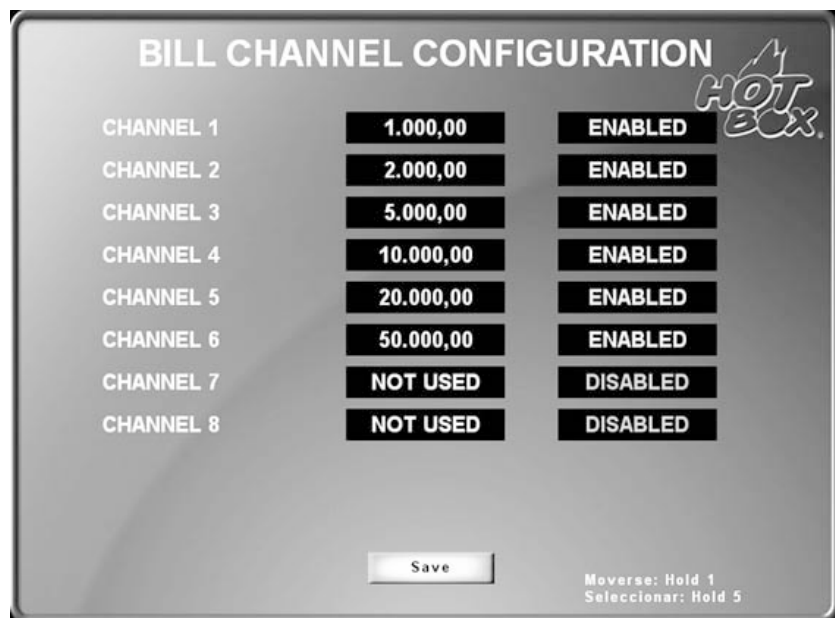 BILL CHANNEL CONFIGURATION
HOT
BOX
CHANNEL 1 1.000,00 ENABLED
CHANNEL 2 2.000,00 ENABLED
CHANNEL 3 5.000,00 ENABLED
CHANNEL 4 10.000,00 ENABLED
CHANNEL 5 20.000,00 ENABLED
CHANNEL 6 50.000,00 ENABLED
CHANNEL 7 NOT USED DISABLED
CHANNEL 8 NOT USED DISABLED
Save
Moverse: Hold 1
Seleccionar: Hold 5